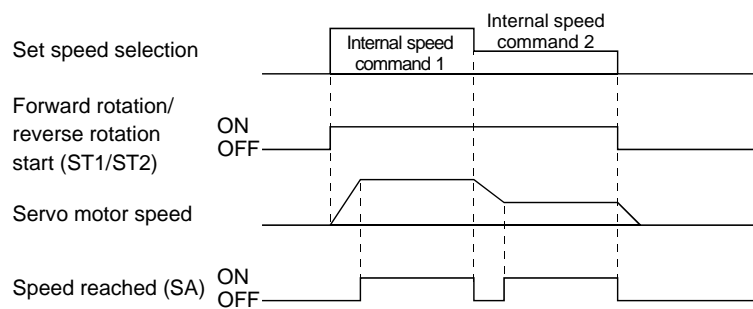 Set speed selection
Internal speed
command 1
Internal speed
command 2
Forward rotation/
reverse rotation
start (ST1/ST2)
ON
OFF
Servo motor speed
Speed reached (SA)
ON
OFF